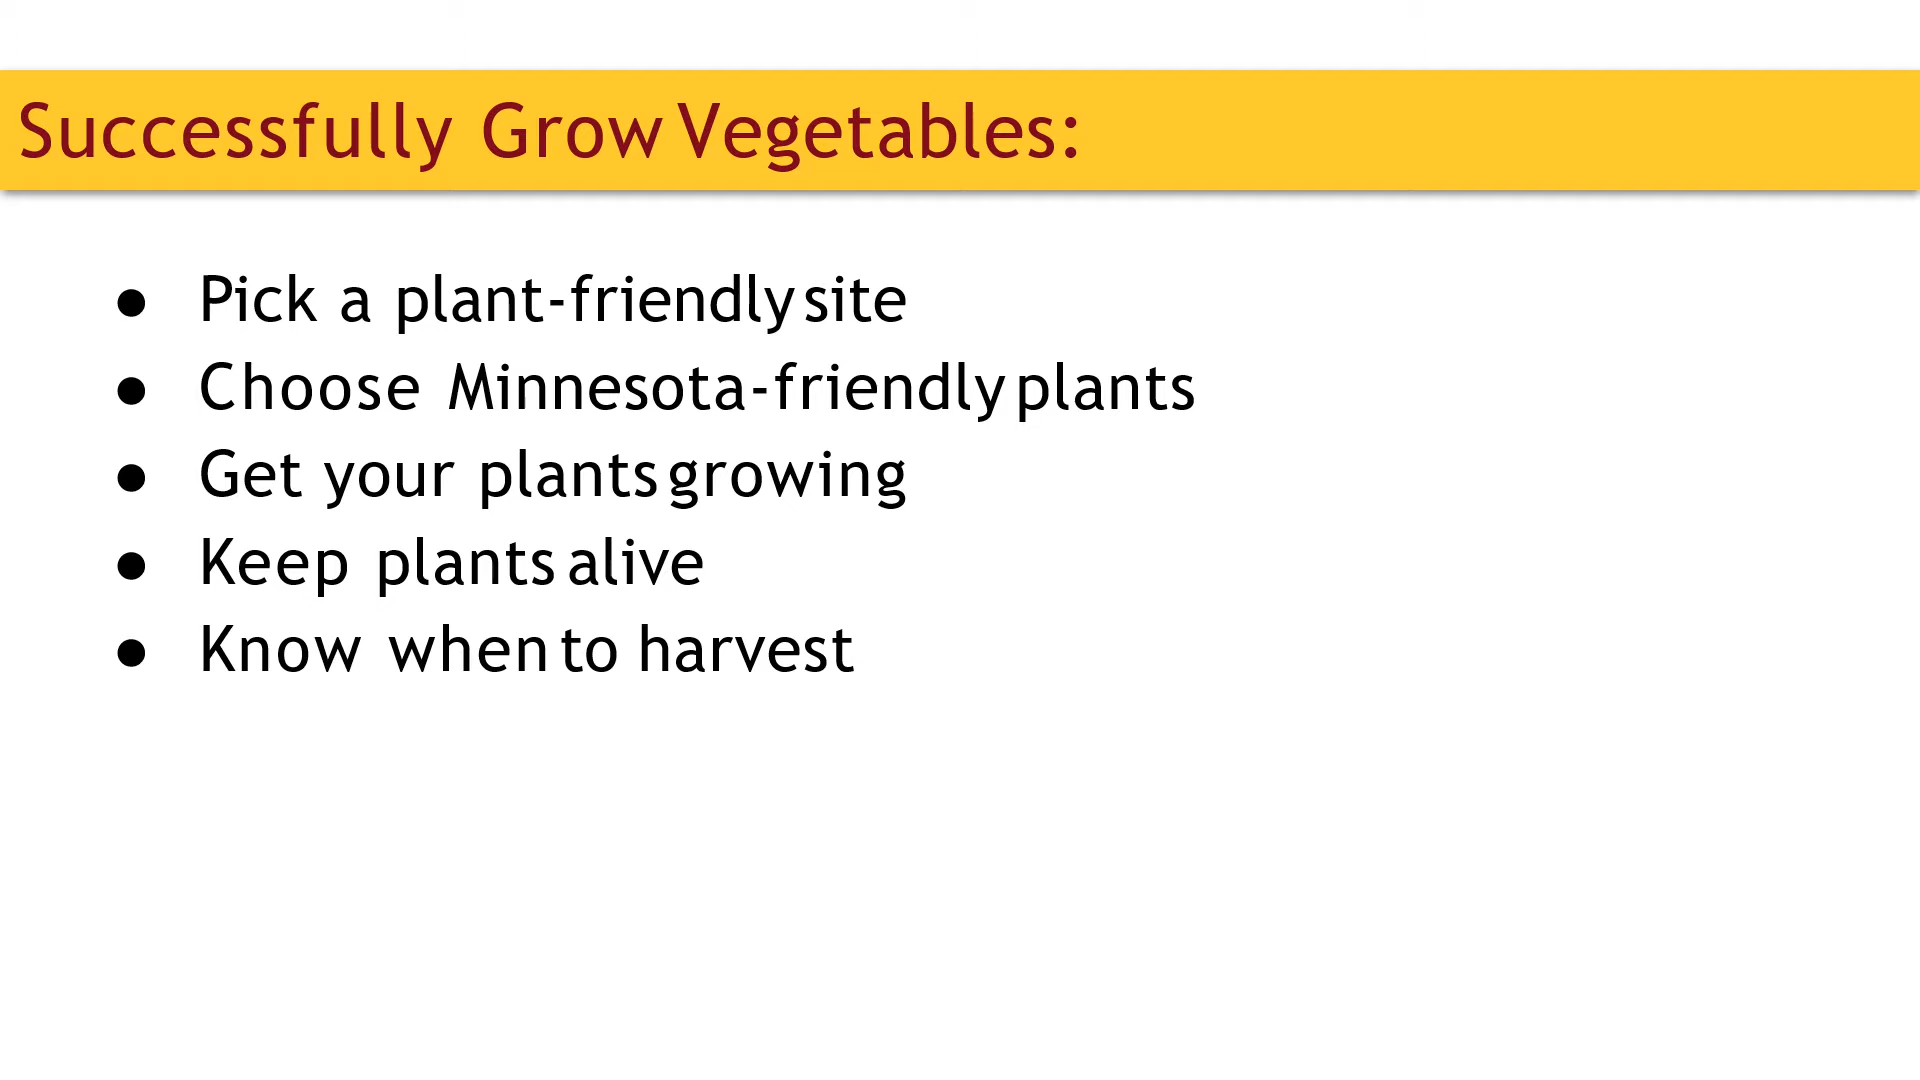 Successfully Grow Vegetables:
● Pick a plant-friendly site
● Choose Minnesota-friendly plants
● Get your plants growing
● Keep plants alive
● Know when to harvest